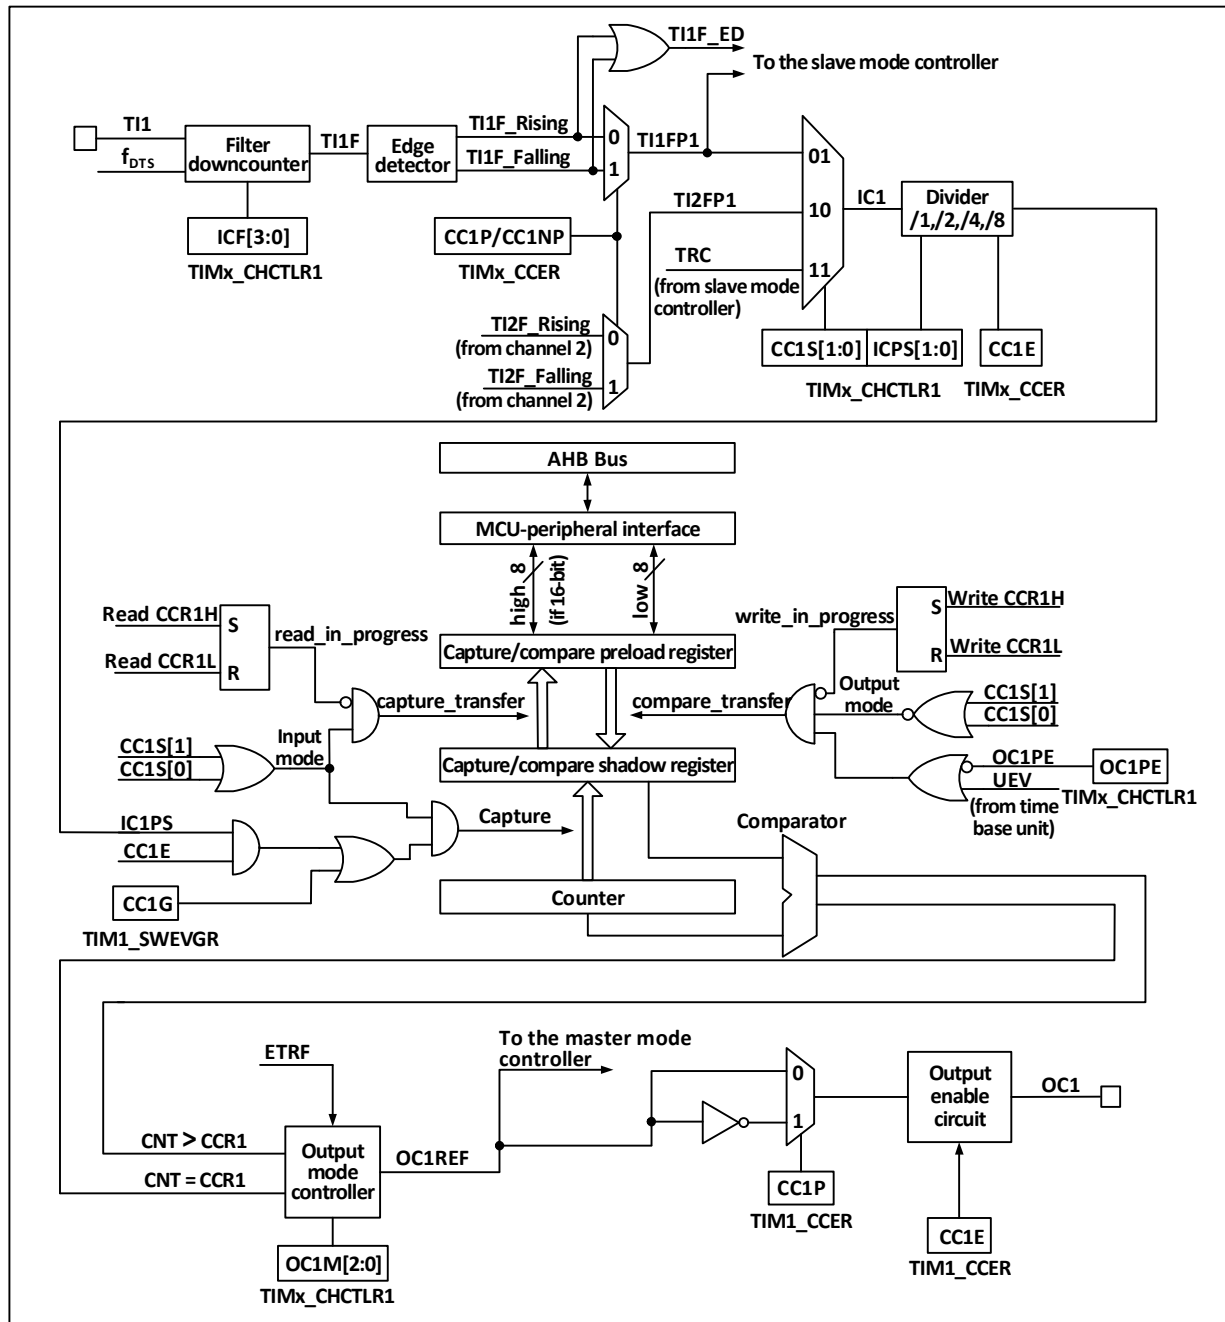 TI1F_ED
To the slave mode controller
TI1
fDTS
Filter
downcounter
TI1F
Edge
detector
TI1F_Rising
TI1F_Falling
0
1
TI1FP1
TI2FP1
TRC
(from slave mode
controller)
01
10
11
IC1
Divider
/1,/2,/4,/8
ICF[3:0]
TIMx_CHCTLR1
CC1P/CC1NP
TIMx_CCER
TI2F_Rising
(from channel 2)
TI2F_Falling
(from channel 2)
0
1
CC1S[1:0]
ICPS[1:0]
TIMx_CHCTLR1
CC1E
TIMx_CCER
AHB Bus
MCU-peripheral interface
high 8
(if 16-bit)
low 8
Read CCR1H
Read CCR1L
S
R
read_in_progress
Capture/compare preload register
write_in_progress
S
R
Write CCR1H
Write CCR1L
capture_transfer
compare_transfer
Output
mode
CC1S[1]
CC1S[0]
CC1S[1]
CC1S[0]
Input
mode
Capture/compare shadow register
OC1PE
UEV
(from time
base unit)
OC1PE
TIMx_CHCTLR1
IC1PS
CC1E
CC1G
TIM1_SWEVGR
Capture
Counter
Comparator
ETRF
CNT > CCR1
CNT = CCR1
Output
mode
controller
OC1M[2:0]
TIMx_CHCTLR1
OC1REF
To the master mode
controller
0
1
CC1P
TIM1_CCER
Output
enable
circuit
OC1
CC1E
TIM1_CCER